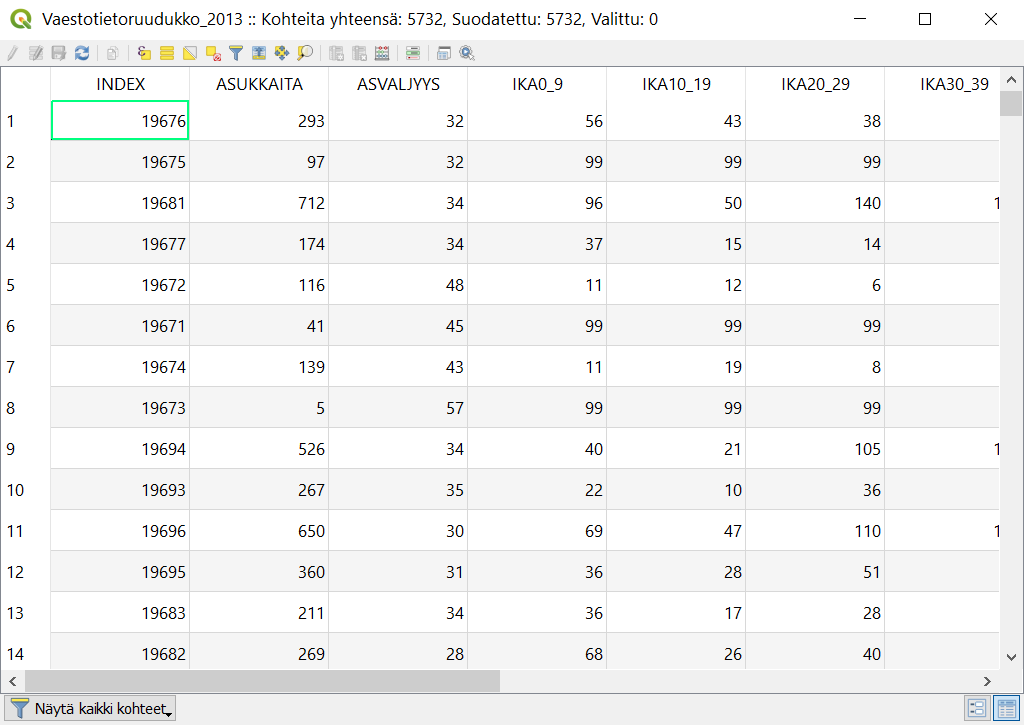 Vaestotietoruudukko_2013 :: Kohteita yhteensä: 5732, Suodatettu: 5732, Valittu: 0
INDEX ASUKKAITA ASVALJYYS IKA0_9 IKA10_19 IKA20_29 IKA30_39
1 19676 293 32 56 43 38
2 19675 97 32 99 99 99
3 19681 712 34 96 50 140 1
4 19677 174 34 37 15 14
5 19672 116 48 11 12 6
6 19671 41 45 99 99 99
7 19674 139 43 11 19 8
8 19673 5 57 99 99 99
9 19694 526 34 40 21 105 1
10 19693 267 35 22 10 36
11 19696 650 30 69 47 110 1
12 19695 360 31 36 28 51
13 19683 211 34 36 17 28
14 19682 269 28 68 26 40
Näytä kaikki kohteet